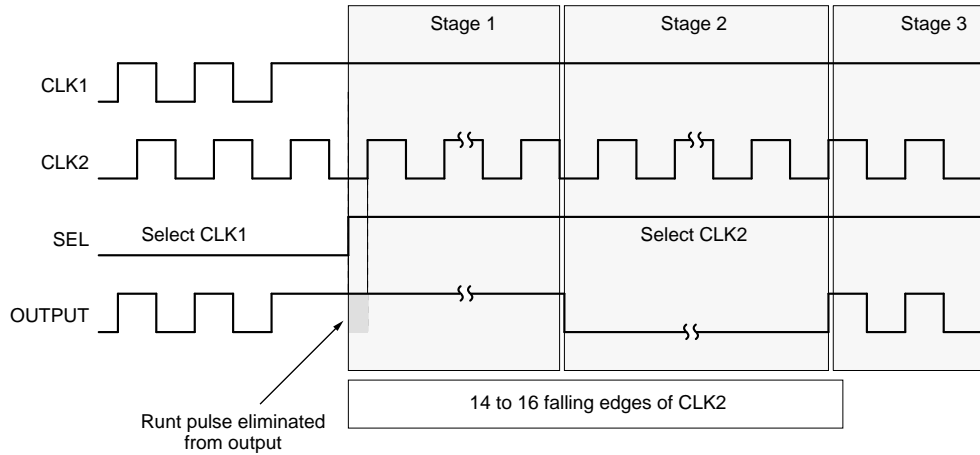 Stage 1
Stage 2
Stage 3
CLK1
CLK2
SEL
Select CLK1
Select CLK2
OUTPUT
14 to 16 falling edges of CLK2
Runt pulse eliminated
from output